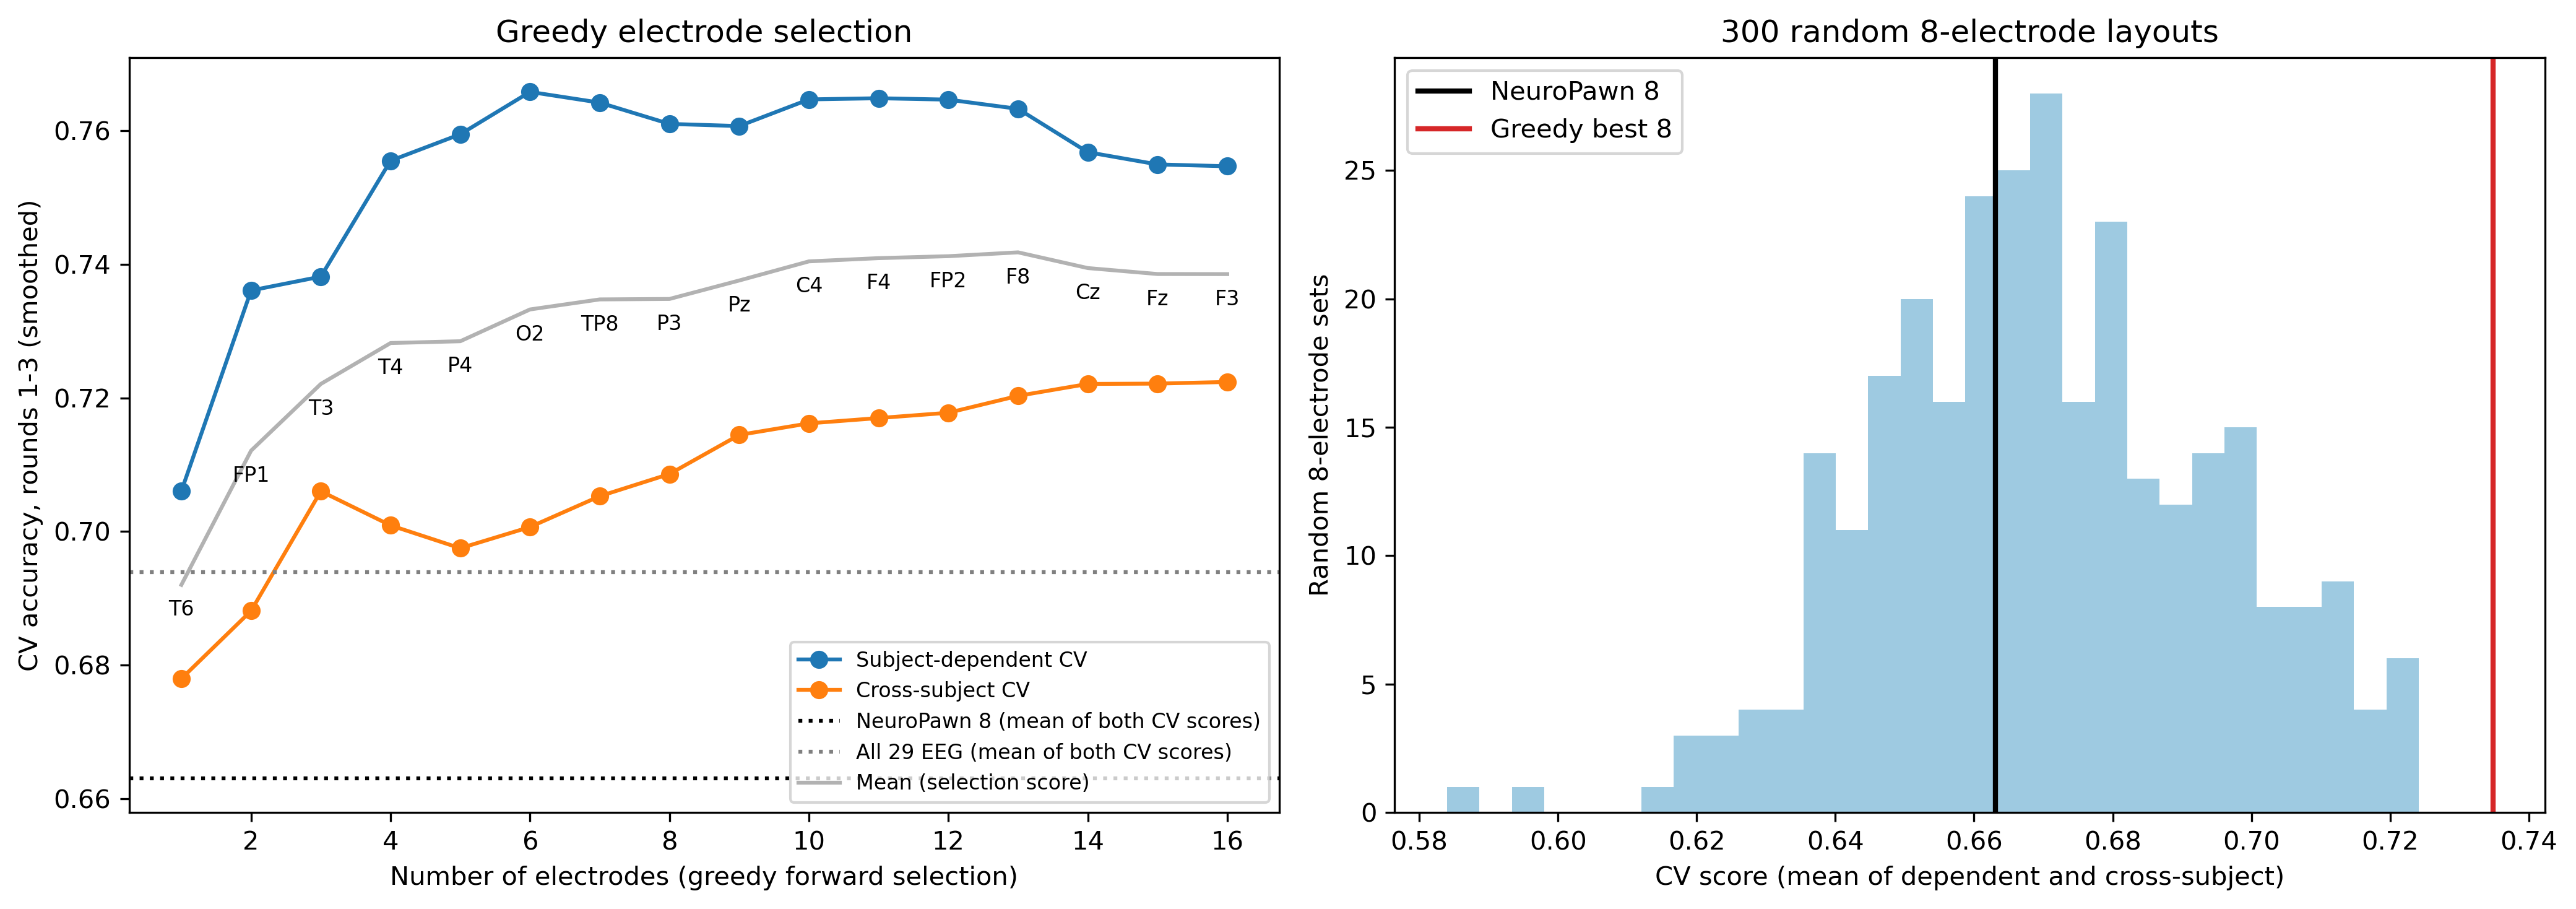 Greedy electrode selection
CV accuracy, rounds 1-3 (smoothed)
0.76
0.74
0.72
0.70
0.68
0.66
T6
FP1
T3
T4
P4
O2
TP8
P3
Pz
C4
F4
FP2
F8
Cz
Fz
F3
Subject-dependent CV
Cross-subject CV
NeuroPawn 8 (mean of both CV scores)
All 29 EEG (mean of both CV scores)
Mean (selection score)
2 4 6 8 10 12 14 16
Number of electrodes (greedy forward selection)
300 random 8-electrode layouts
NeuroPawn 8
Greedy best 8
Random 8-electrode sets
25
20
15
10
5
0
0.58 0.60 0.62 0.64 0.66 0.68 0.70 0.72 0.74
CV score (mean of dependent and cross-subject)